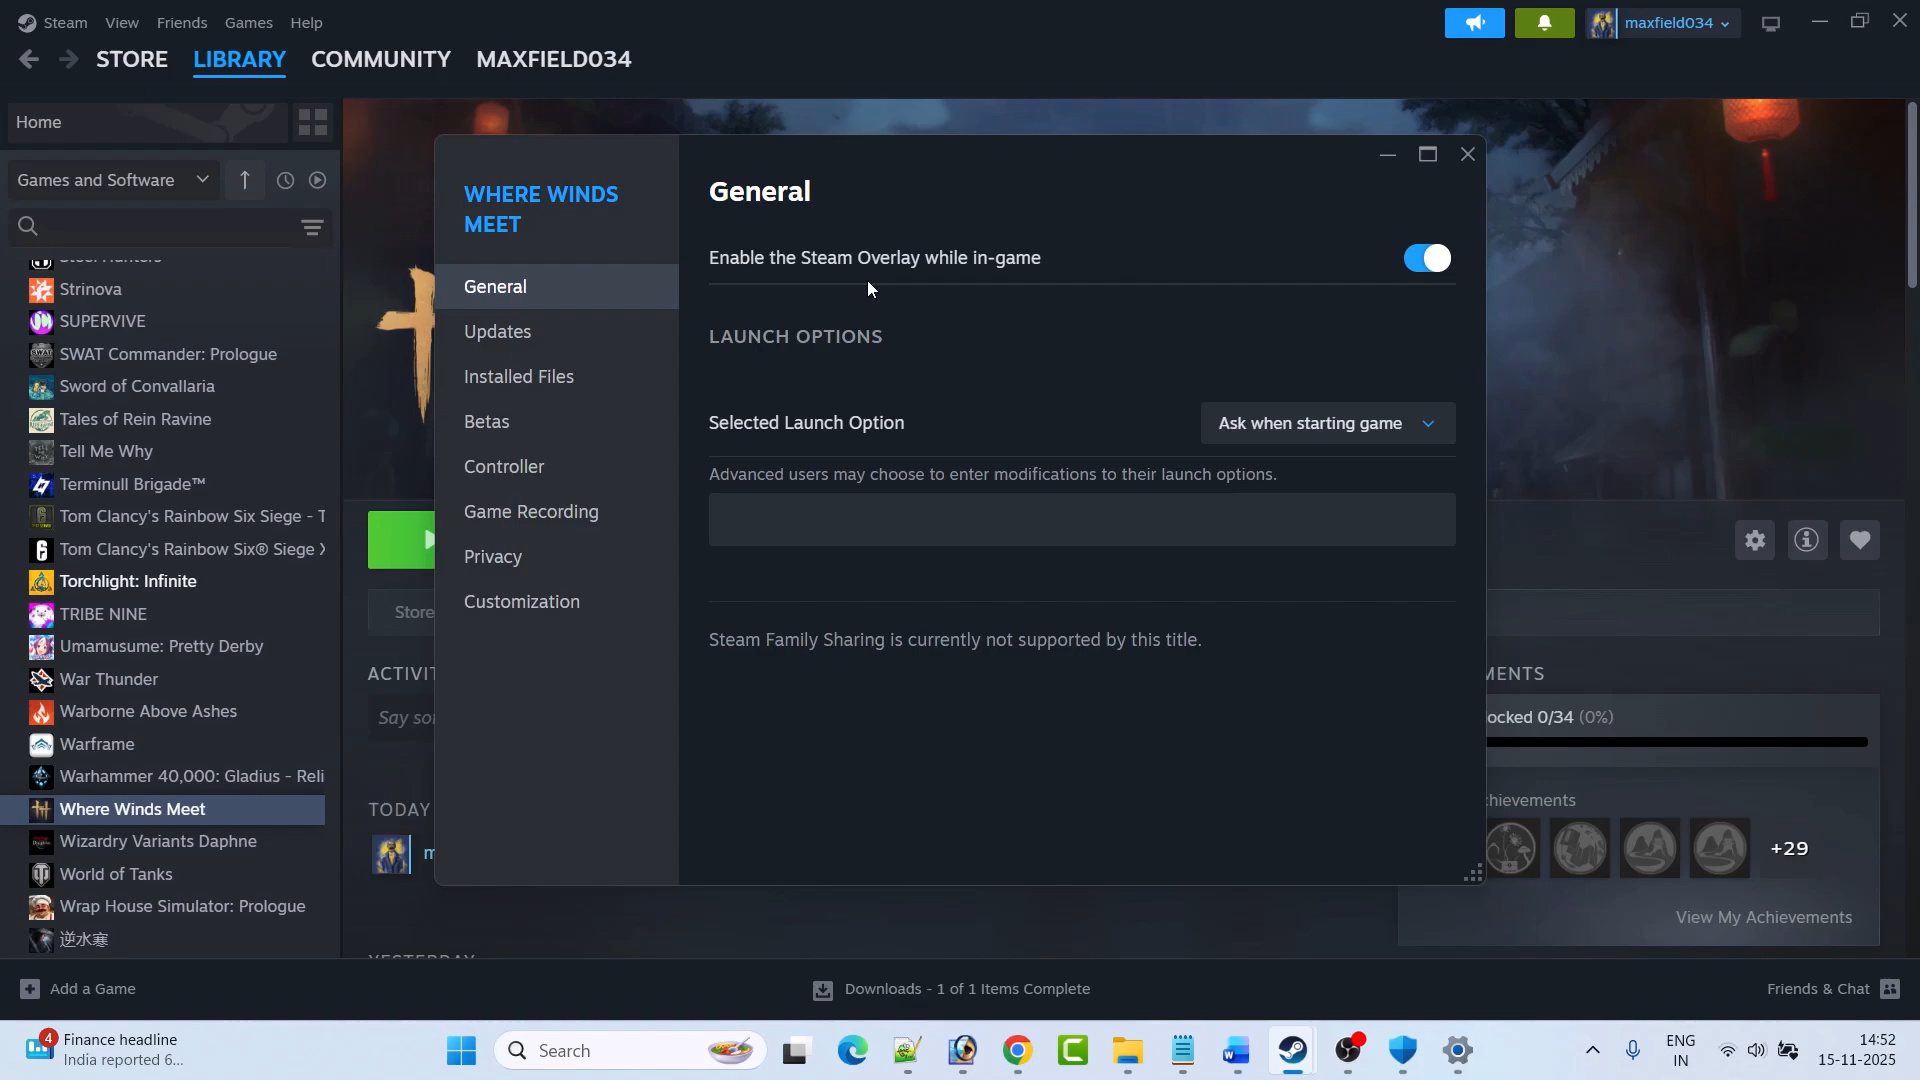 Steam View Friends Games Help
maxfield034
STORE LIBRARY COMMUNITY MAXFIELD034
Home
Games and Software
Strinova
SUPERVIVE
SWAT Commander: Prologue
Sword of Convallaria
Tales of Rein Ravine
Tell Me Why
Terminull Brigade™
Tom Clancy's Rainbow Six Siege - T
Tom Clancy's Rainbow Six® Siege X
Torchlight: Infinite
TRIBE NINE
Umamusume: Pretty Derby
War Thunder
Warborne Above Ashes
Warframe
Warhammer 40,000: Gladius - Reli
Where Winds Meet
Wizardry Variants Daphne
World of Tanks
Wrap House Simulator: Prologue
逆水寒
WHERE WINDS
MEET
General
Updates
Installed Files
Betas
Controller
Game Recording
Privacy
Customization
General
Enable the Steam Overlay while in-game
LAUNCH OPTIONS
Selected Launch Option
Ask when starting game
Advanced users may choose to enter modifications to their launch options.
Steam Family Sharing is currently not supported by this title.
Store
ACTIVIT
Say so
TODAY
m
MENTS
ocked 0/34 (0%)
chievements
+29
View My Achievements
Add a Game
Downloads - 1 of 1 Items Complete
Friends & Chat
4
Finance headline
India reported 6...
Search
ENG
IN
14:52
15-11-2025